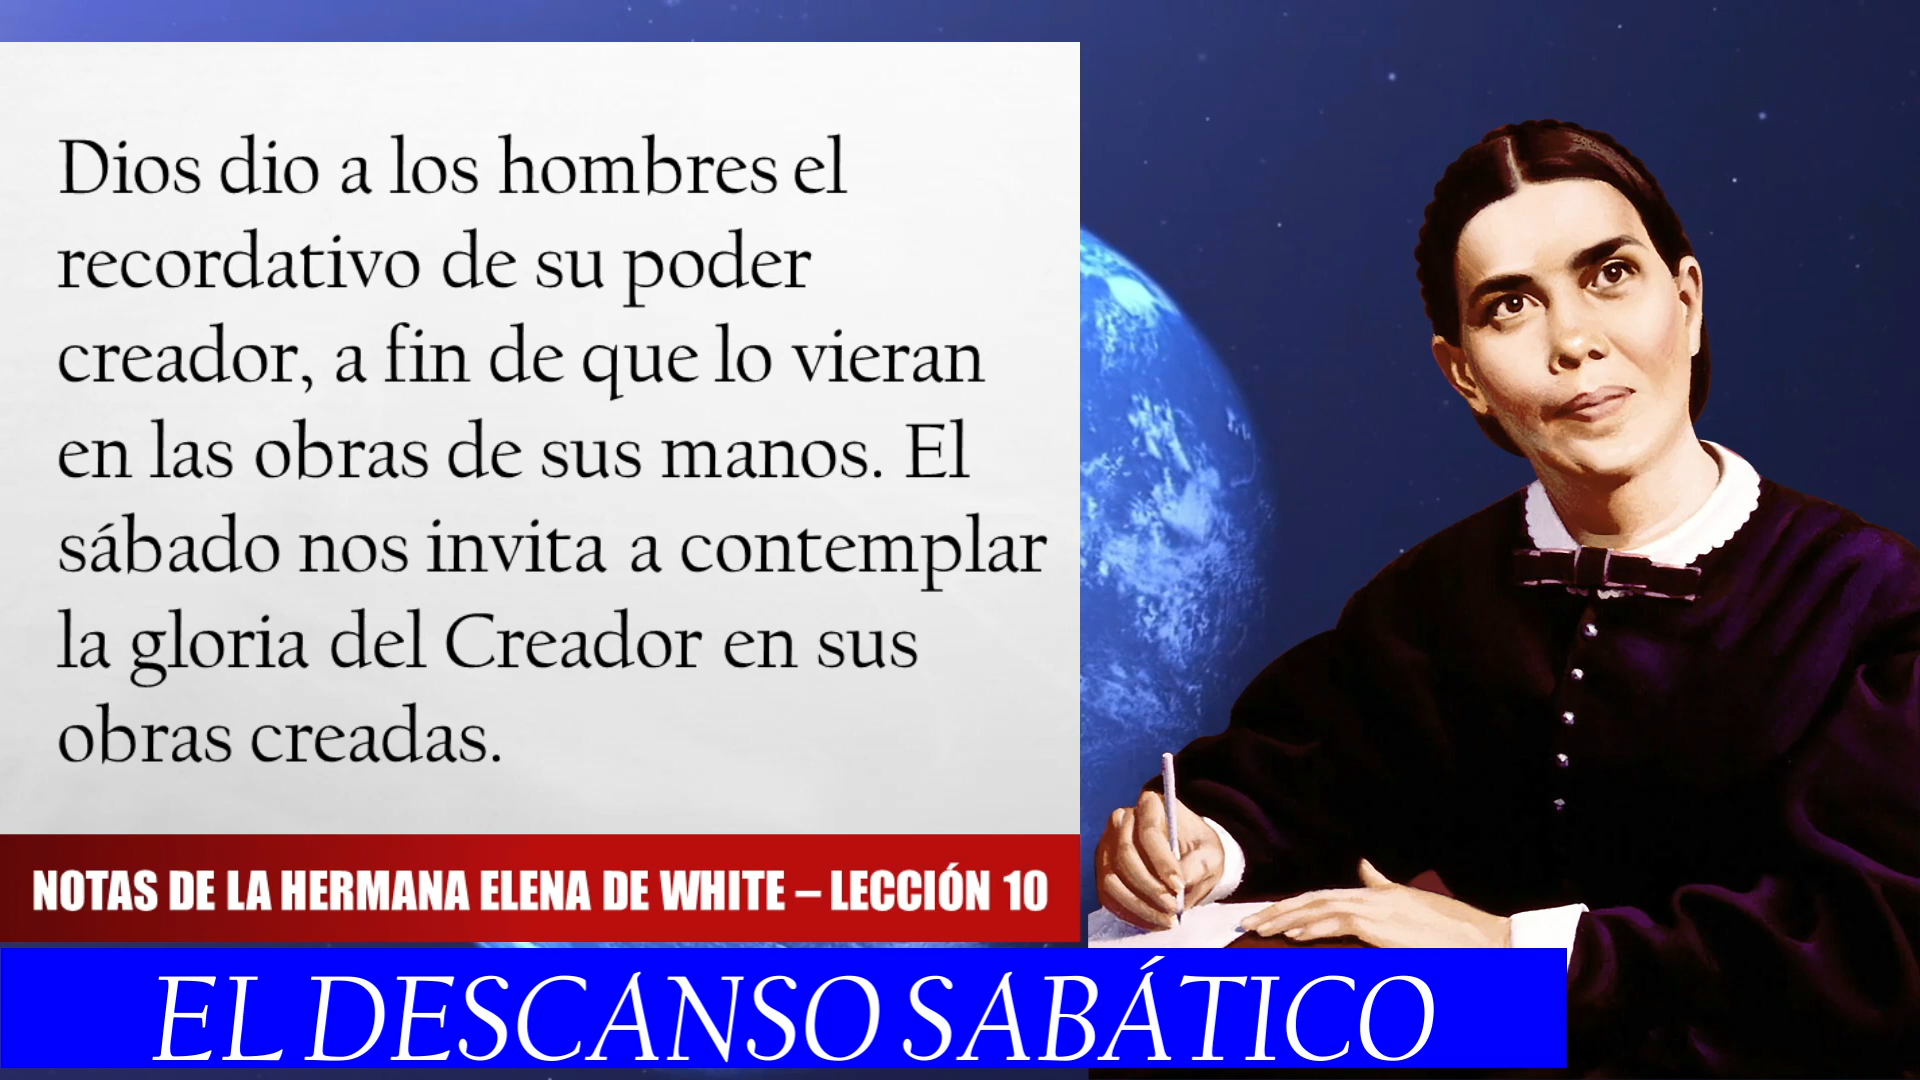 Dios dio a los hombres el
recordativo de su poder
creador, a fin de que lo vieran
en las obras de sus manos. El
sábado nos invita a contemplar
la gloria del Creador en sus
obras creadas.
NOTAS DE LA HERMANA ELENA DE WHITE – LECCIÓN 10
EL DESCANSO SABÁTICO